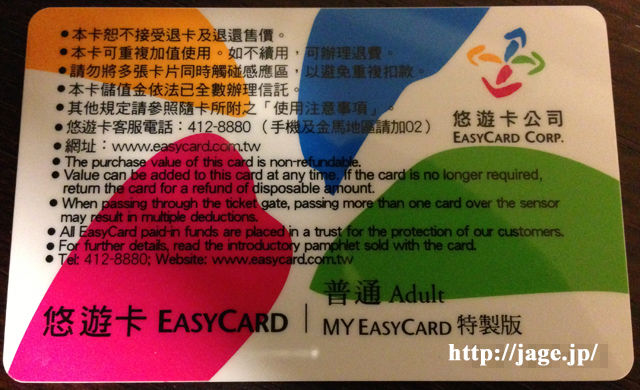 ●本卡恕不接受退卡及退還售價。
●本卡可重複加值使用。如不續用，可辦理退費。
●請勿將多張卡片同時觸碰感應區，以避免重複扣款。
●本卡儲值金依法已全數辦理信託。
●其他規定請參照隨卡所附之「使用注意事項」。
●悠遊卡客服電話：412-8880（手機及金馬地區請加02）
●網址：www.easycard.com.tw
● The purchase value of this card is non-refundable.
● Value can be added to this card at any time. If the card is no longer required,
return the card for a refund of disposable amount.
● When passing through the ticket gate, passing more than one card over the sensor
may result in multiple deductions.
● All EasyCard paid-in funds are placed in a trust for the protection of our customers.
● For further details, read the introductory pamphlet sold with the card.
● Tel: 412-8880; Website: www.easycard.com.tw
悠遊卡公司
EASYCARD CORP.
悠遊卡 EASYCARD
普通 Adult
MY EASYCARD 特製版
http://jage.jp/